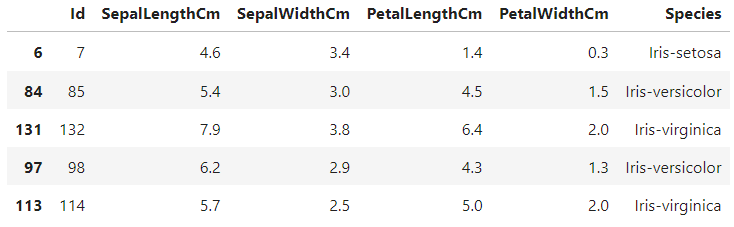 Id SepalLengthCm SepalWidthCm PetalLengthCm PetalWidthCm Species
6 7 4.6 3.4 1.4 0.3 Iris-setosa
84 85 5.4 3.0 4.5 1.5 Iris-versicolor
131 132 7.9 3.8 6.4 2.0 Iris-virginica
97 98 6.2 2.9 4.3 1.3 Iris-versicolor
113 114 5.7 2.5 5.0 2.0 Iris-virginica